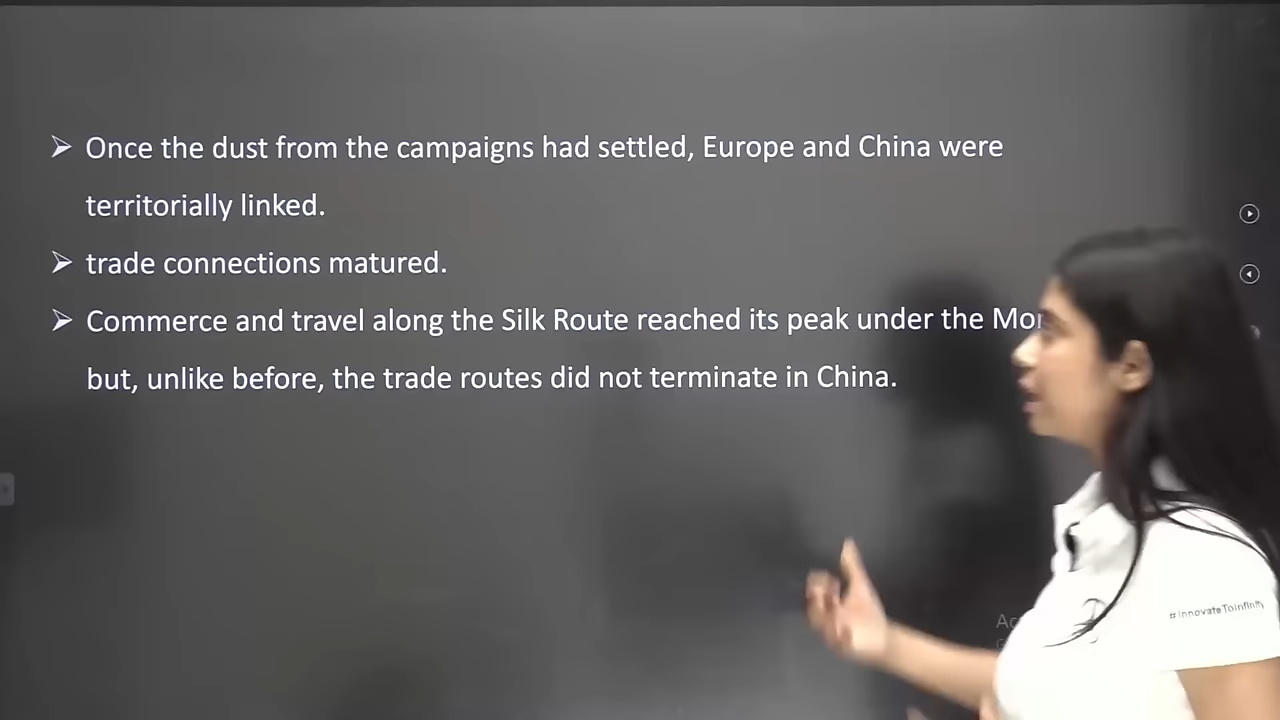 Once the dust from the campaigns had settled, Europe and China were
territorially linked.
trade connections matured.
Commerce and travel along the Silk Route reached its peak under the
but, unlike before, the trade routes did not terminate in China.
#InnovateToInfinity